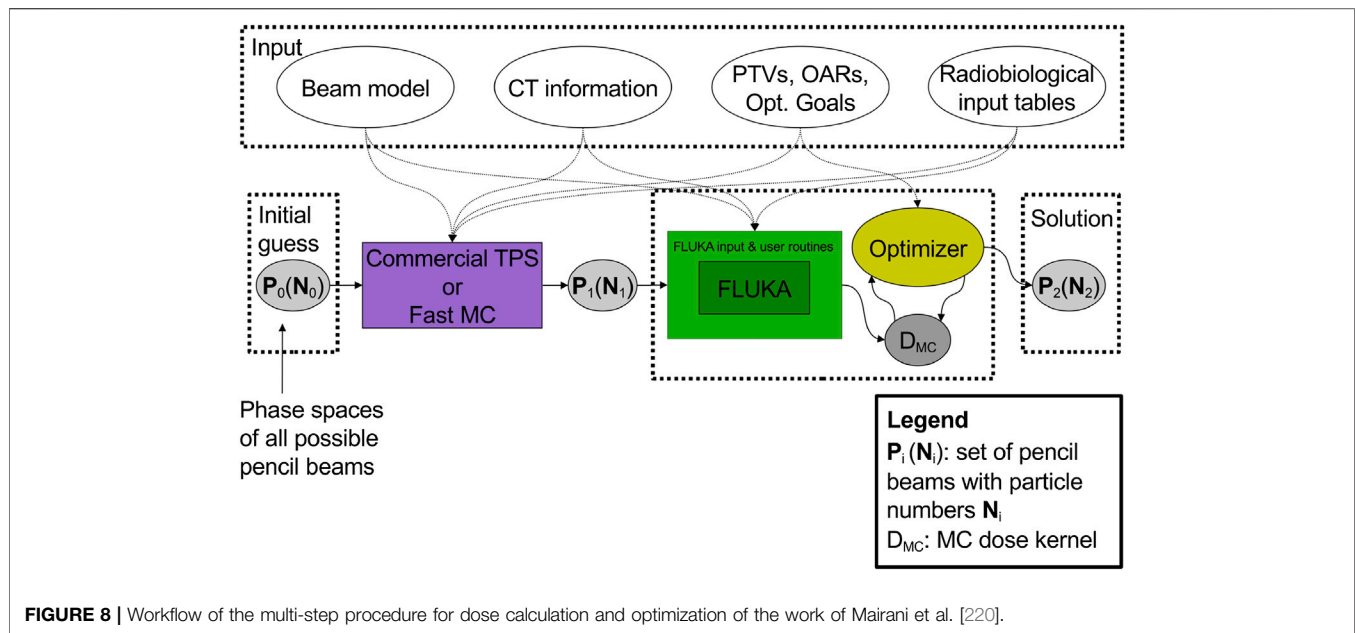 Input
Beam model
CT information
PTVs, OARs,
Opt. Goals
Radiobiological
input tables
Initial
guess
P₀(N₀)
Commercial TPS
or
Fast MC
P₁(N₁)
FLUKA input & user routines
FLUKA
Optimizer
D_MC
Solution
P₂(N₂)
Phase spaces
of all possible
pencil beams
Legend
Pᵢ(Nᵢ): set of pencil
beams with particle
numbers Nᵢ
D_MC: MC dose kernel
FIGURE 8 | Workflow of the multi-step procedure for dose calculation and optimization of the work of Mairani et al. [220].